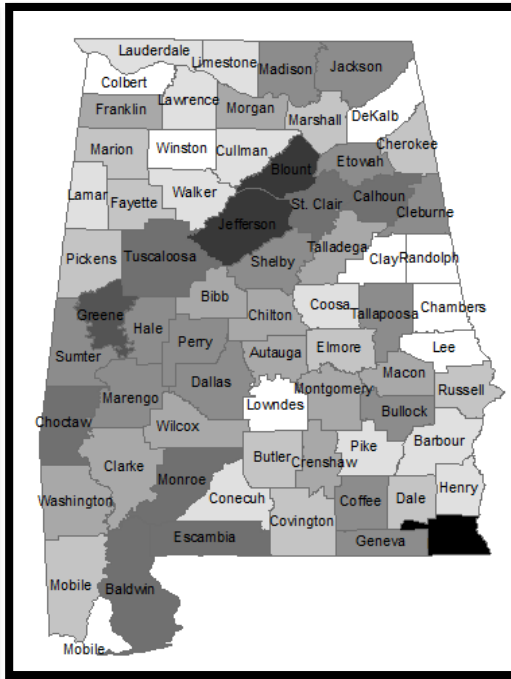 Lauderdale
Limestone
Madison
Jackson
Colbert
Lawrence
Franklin
Morgan
Marshall
DeKalb
Cherokee
Marion
Winston
Cullman
Etowah
Blount
Lamar
Fayette
Walker
St. Clair
Calhoun
Cleburne
Jefferson
Talladega
Pickens
Tuscaloosa
Shelby
Clay
Randolph
Bibb
Coosa
Tallapoosa
Chambers
Greene
Hale
Chilton
Sumter
Perry
Autauga
Elmore
Lee
Macon
Dallas
Montgomery
Russell
Marengo
Lowndes
Bullock
Choctaw
Wilcox
Pike
Barbour
Clarke
Butler
Crenshaw
Monroe
Henry
Washington
Conecuh
Coffee
Dale
Covington
Escambia
Geneva
Mobile
Baldwin
Mobile